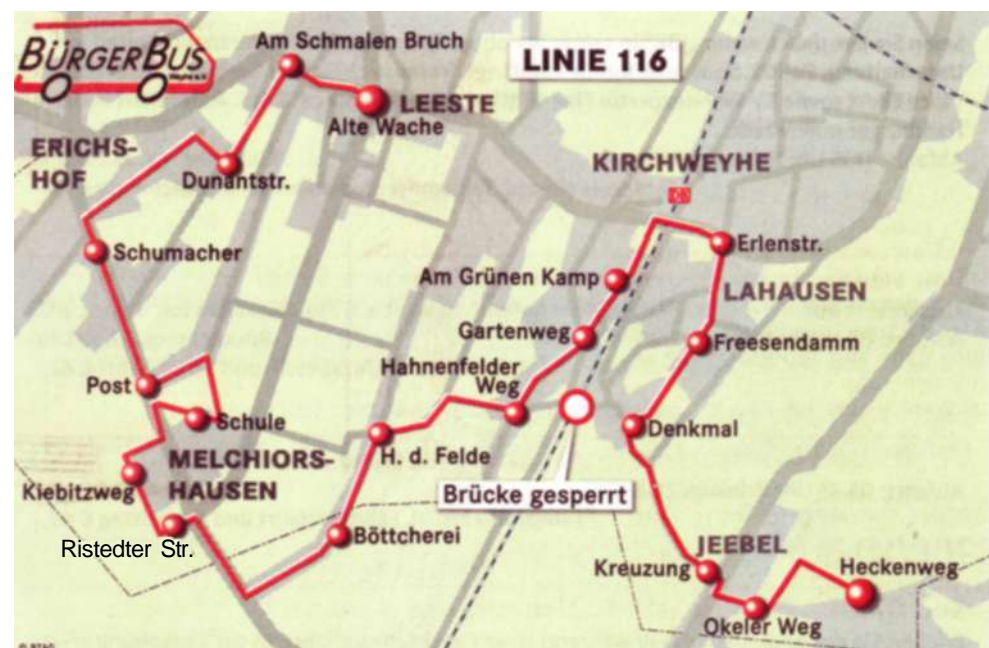 BÜRGERBUS
Am Schmalen Bruch
LINIE 116
LEESTE
Alte Wache
ERICHS-
HOF
Dunantstr.
KIRCHWEYHE
Schumacher
Erlenstr.
Am Grünen Kamp
LAHAUSEN
Gartenweg
Freesendamm
Hahnenfelder
Weg
Post
Schule
Denkmal
H. d. Felde
MELCHIORS-
HAUSEN
Kiebitzweg
Brücke gesperrt
Ristedter Str.
Böttcherei
JEEBEL
Kreuzung
Heckenweg
Okeler Weg